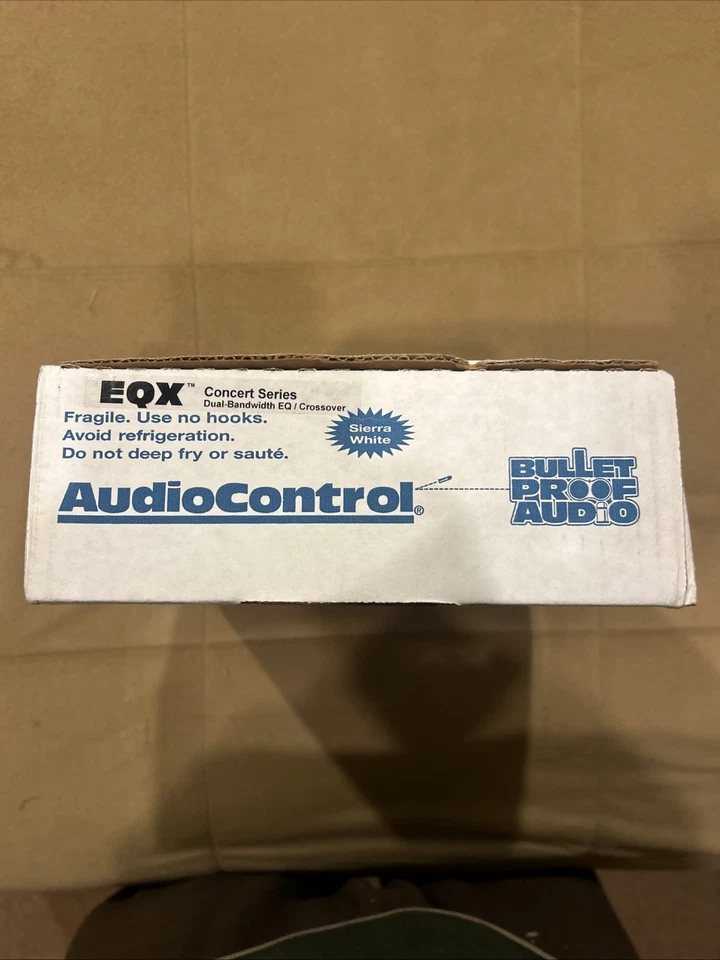 EQX™ Concert Series
Dual-Bandwidth EQ / Crossover
Fragile. Use no hooks.
Avoid refrigeration.
Do not deep fry or sauté.
Sierra
White
AudioControl®
BULLET
PROOF
AUDiO